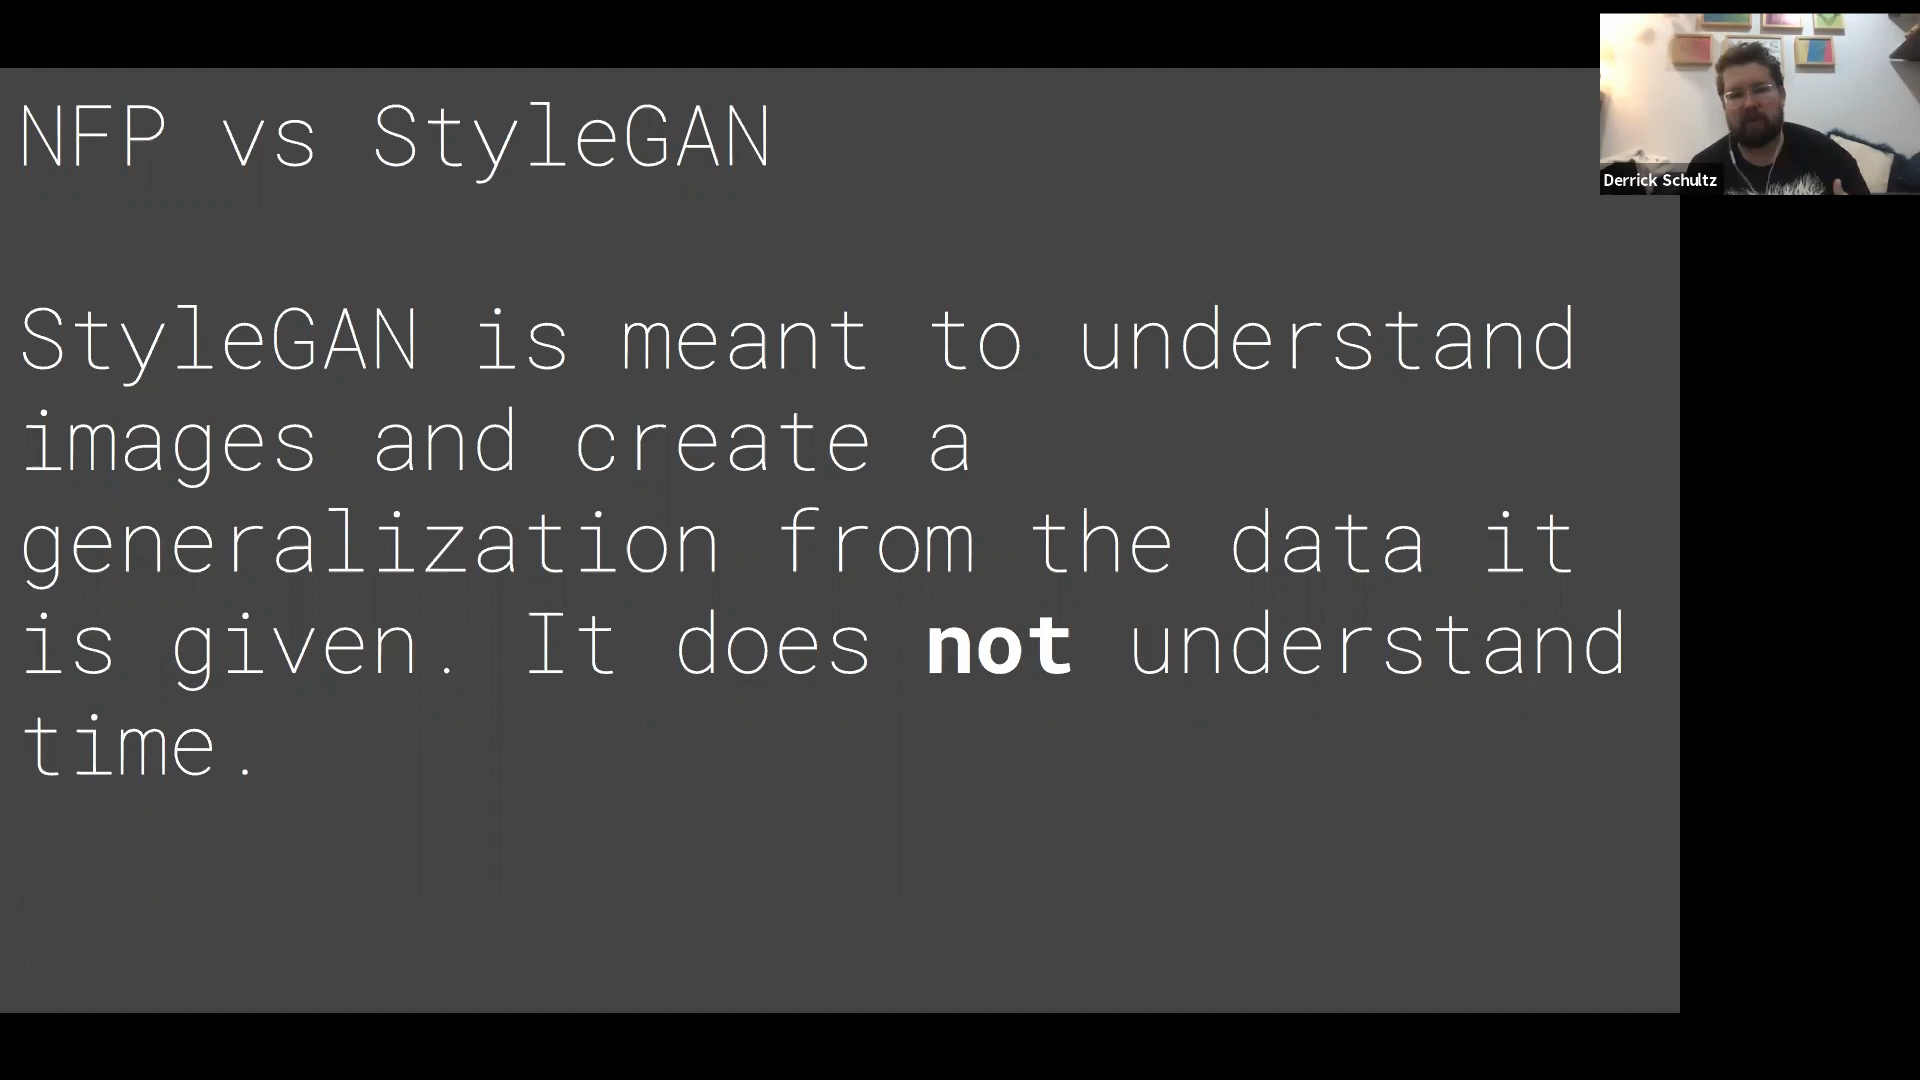 NFP vs StyleGAN
StyleGAN is meant to understand
images and create a
generalization from the data it
is given. It does not understand
time.
Derrick Schultz